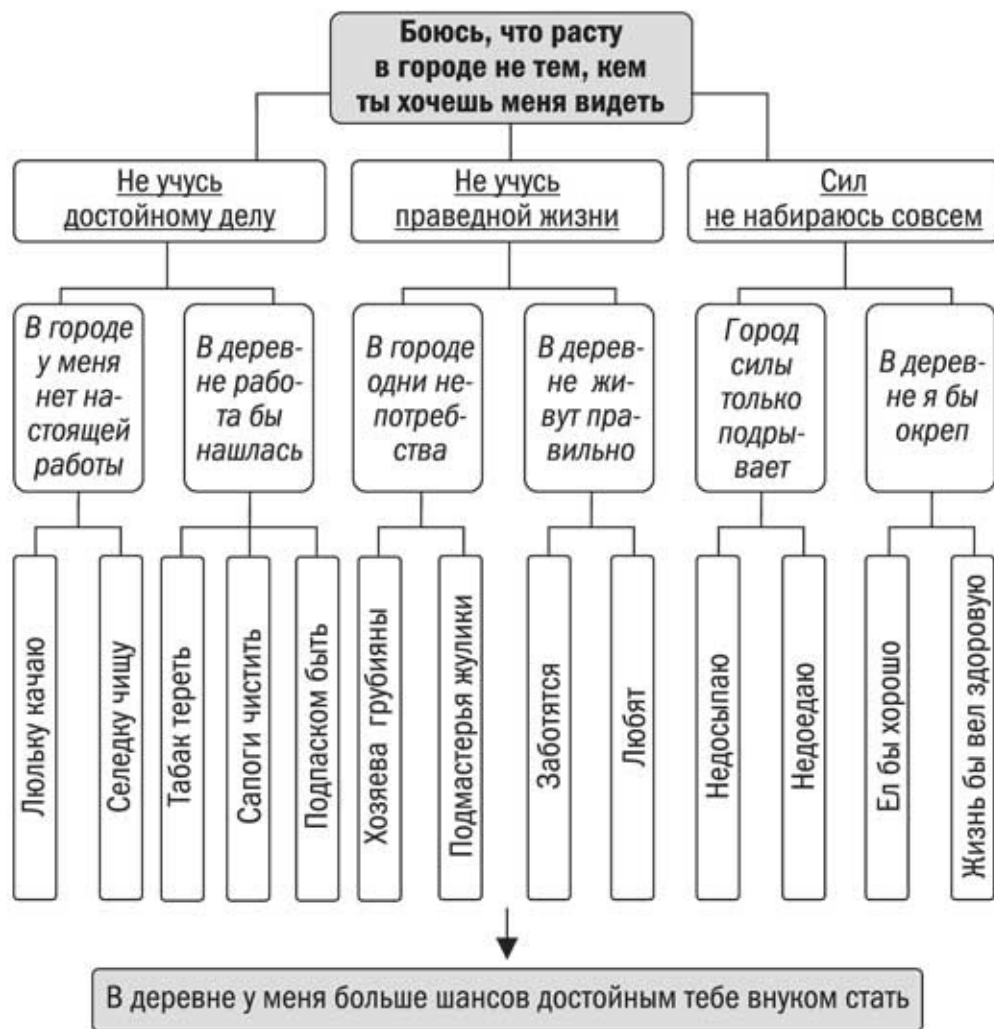 Боюсь, что расту
в городе не тем, кем
ты хочешь меня видеть
Не учусь
достойному делу
Не учусь
праведной жизни
Сил
не набираюсь совсем
В городе
у меня
нет на-
стоящей
работы
В дерев-
не рабо-
та бы
нашлась
В городе
одни не-
потреб-
ства
В дерев-
не жи-
вут пра-
вильно
Город
силы
только
подры-
вает
В дерев-
не я бы
окреп
Люльку качаю
Селедку чищу
Табак тереть
Сапоги чистить
Подпаском быть
Хозяева грубияны
Подмастерья жулики
Заботятся
Любят
Недосыпаю
Недоедаю
Ел бы хорошо
Жизнь бы вел здоровую
В деревне у меня больше шансов достойным тебе внуком стать